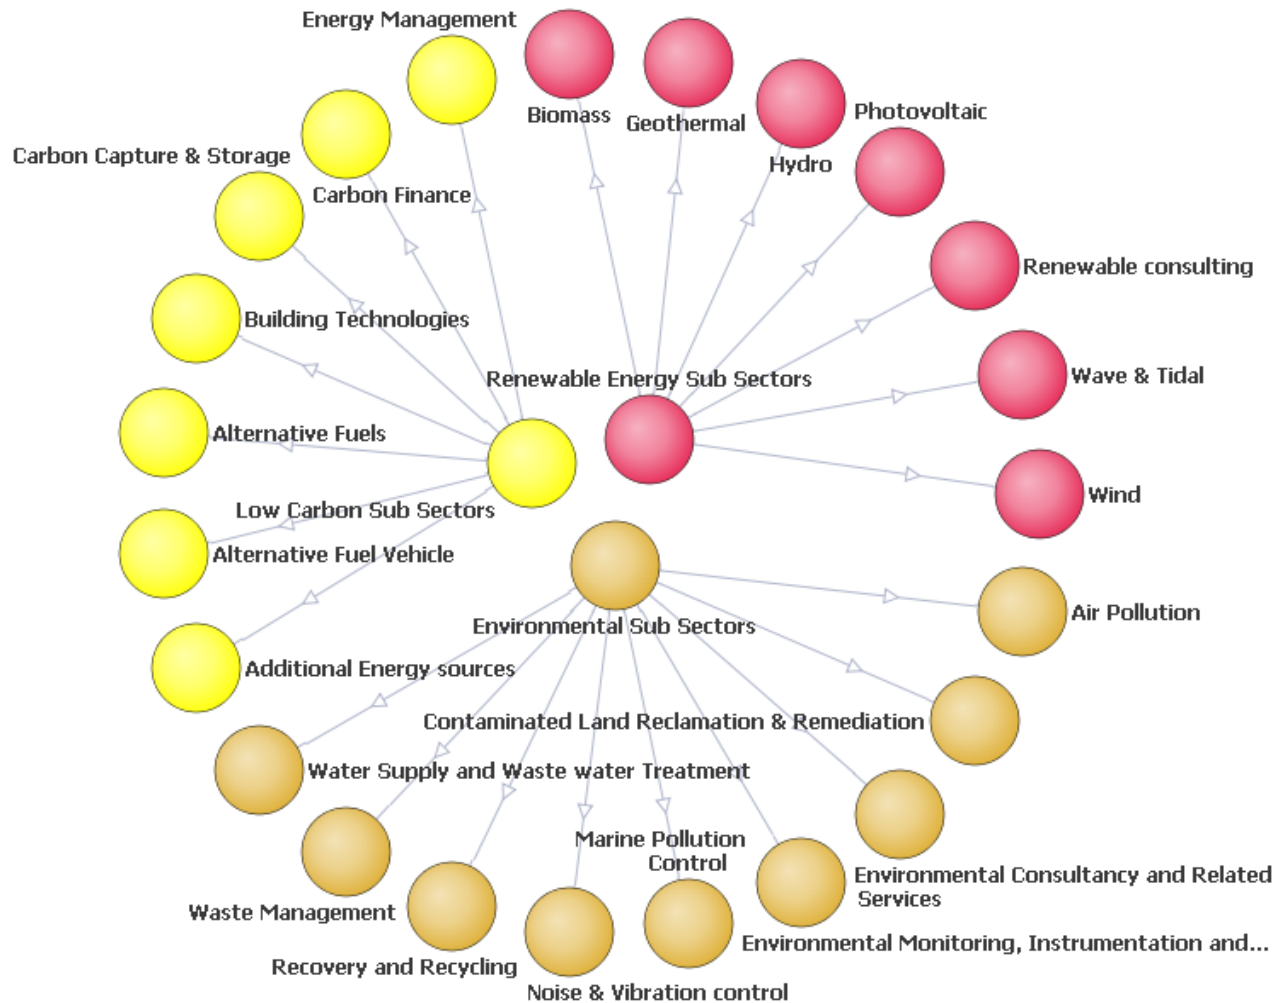 Energy Management
Biomass
Geothermal
Hydro
Photovoltaic
Carbon Capture & Storage
Carbon Finance
Renewable consulting
Building Technologies
Renewable Energy Sub Sectors
Wave & Tidal
Alternative Fuels
Wind
Low Carbon Sub Sectors
Alternative Fuel Vehicle
Air Pollution
Environmental Sub Sectors
Additional Energy sources
Contaminated Land Reclamation & Remediation
Water Supply and Waste water Treatment
Marine Pollution
Control
Environmental Consultancy and Related
Services
Waste Management
Environmental Monitoring, Instrumentation and...
Recovery and Recycling
Noise & Vibration control